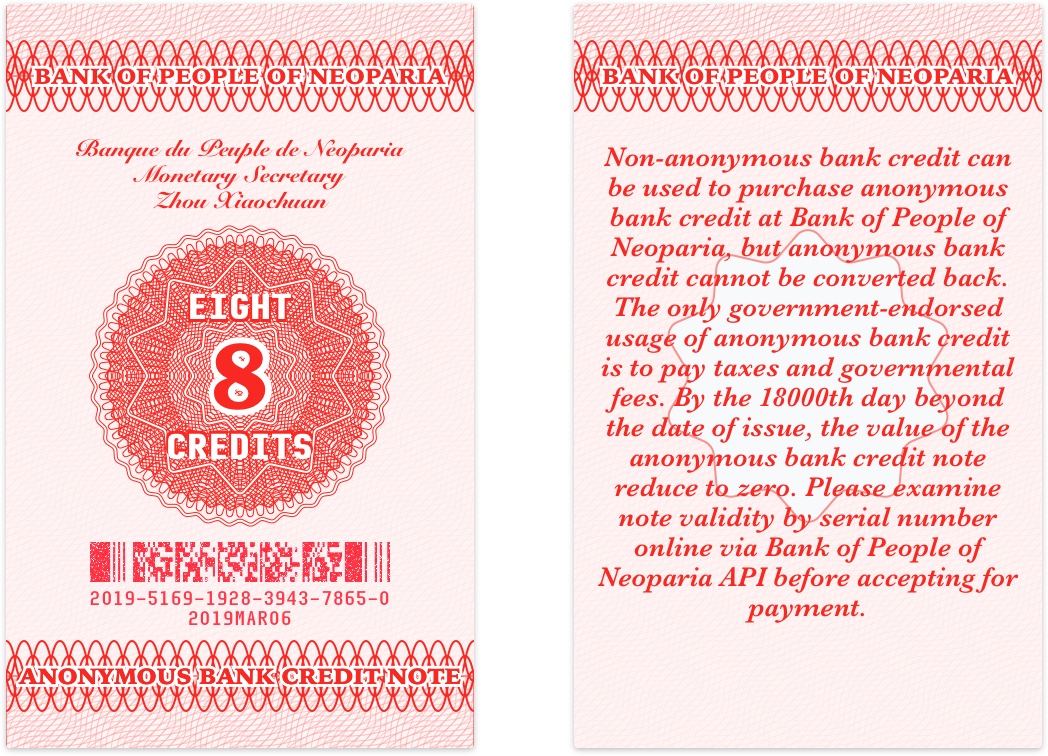 BANK OF PEOPLE OF NEOPARIA
Banque du Peuple de Neoparia
Monetary Secretary
Zhou Xiaochuan
EIGHT
8
CREDITS
2019-5169-1928-3943-7865-0
2019MAR06
ANONYMOUS BANK CREDIT NOTE
BANK OF PEOPLE OF NEOPARIA
Non-anonymous bank credit can
be used to purchase anonymous
bank credit at Bank of People of
Neoparia, but anonymous bank
credit cannot be converted back.
The only government-endorsed
usage of anonymous bank credit
is to pay taxes and governmental
fees. By the 18000th day beyond
the date of issue, the value of the
anonymous bank credit note
reduce to zero. Please examine
note validity by serial number
online via Bank of People of
Neoparia API before accepting for
payment.